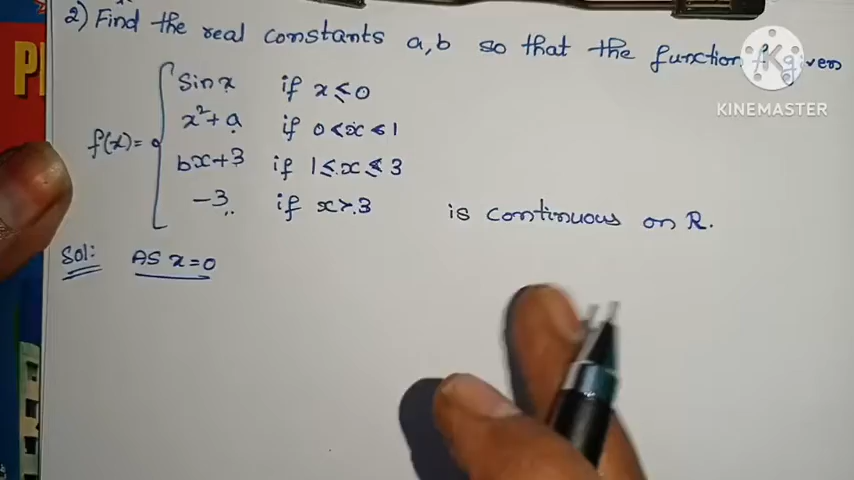 2) Find the real constants a,b so that the function f given
sin x if x ≤ 0
x²+a if 0<x<1
f(x)=
bx+3 if 1≤x≤3
-3 if x>3 is continuous on R.
Sol: As x=0
KINEMASTER